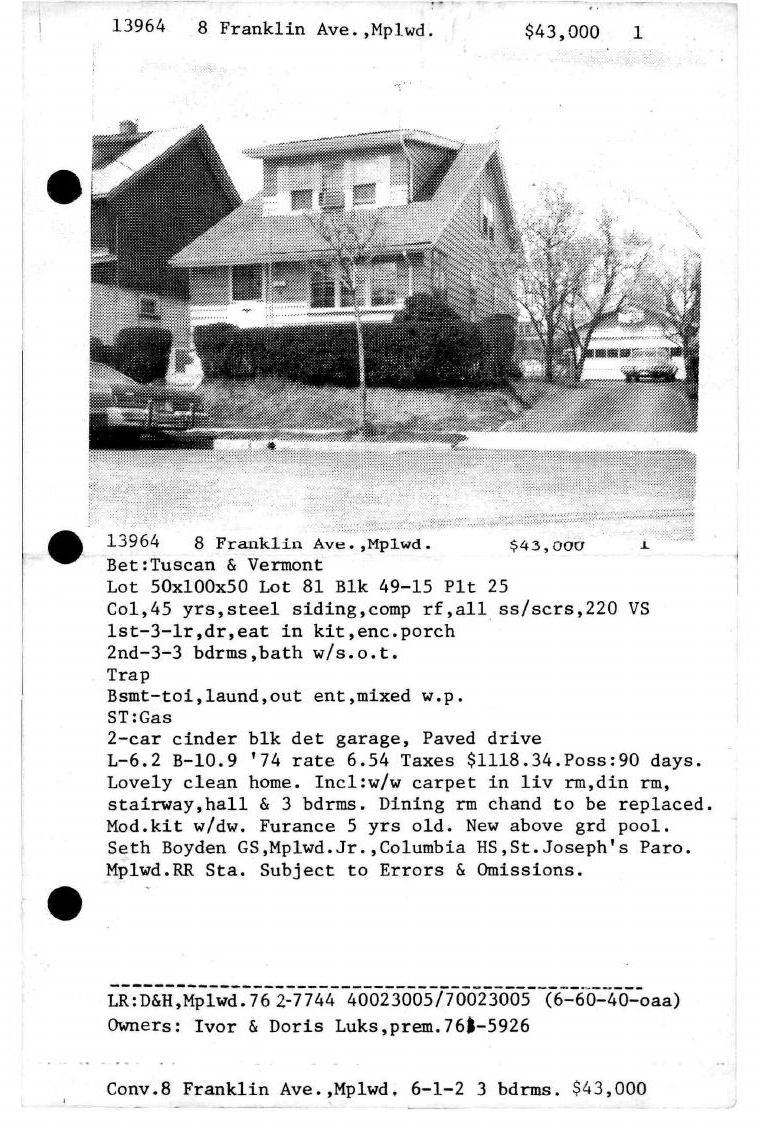 13964 8 Franklin Ave.,Mplwd. $43,000 1
13964 8 Franklin Ave.,Mplwd. $43,000 1
Bet:Tuscan & Vermont
Lot 50x100x50 Lot 81 Blk 49-15 Plt 25
Col,45 yrs,steel siding,comp rf,all ss/scrs,220 VS
1st-3-lr,dr,eat in kit,enc.porch
2nd-3-3 bdrms,bath w/s.o.t.
Trap
Bsmt-toi,laund,out ent,mixed w.p.
ST:Gas
2-car cinder blk det garage, Paved drive
L-6.2 B-10.9 '74 rate 6.54 Taxes $1118.34.Poss:90 days.
Lovely clean home. Incl:w/w carpet in liv rm,din rm,
stairway,hall & 3 bdrms. Dining rm chand to be replaced.
Mod.kit w/dw. Furance 5 yrs old. New above grd pool.
Seth Boyden GS,Mplwd.Jr.,Columbia HS,St.Joseph's Paro.
Mplwd.RR Sta. Subject to Errors & Omissions.
LR:D&H,Mplwd.762-7744 40023005/70023005 (6-60-40-oaa)
Owners: Ivor & Doris Luks,prem.
Conv.8 Franklin Ave.,Mplwd. 6-1-2 3 bdrms. $43,000